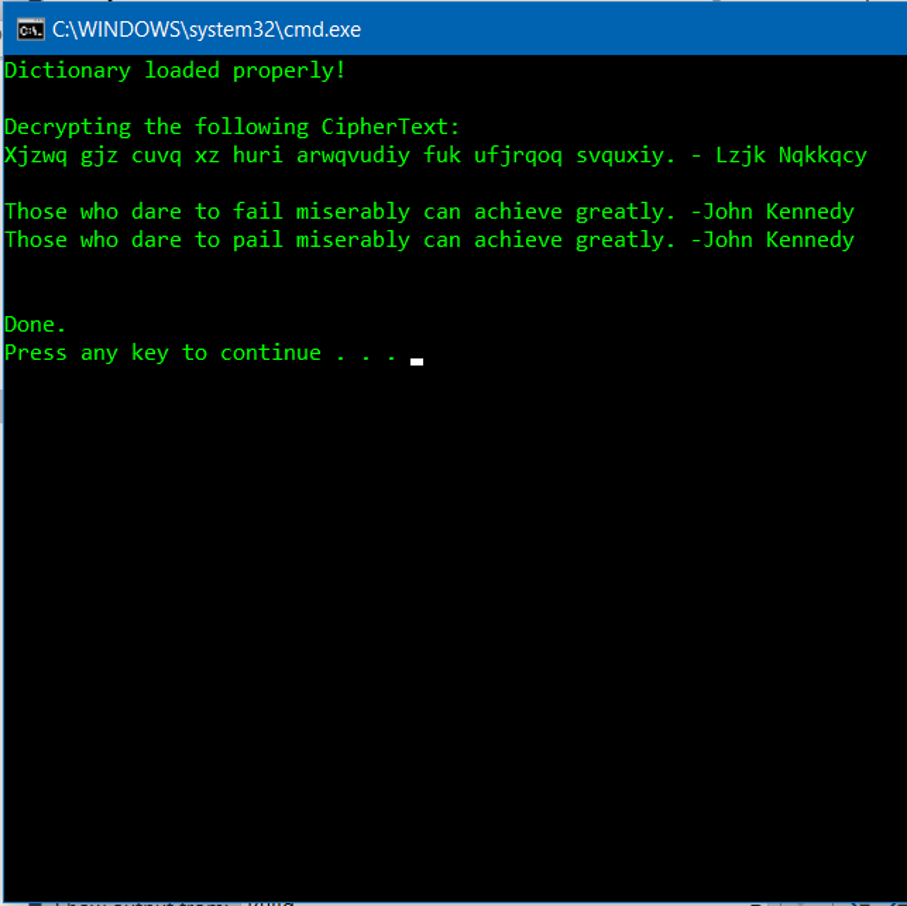 C:\WINDOWS\system32\cmd.exe
Dictionary loaded properly!
Decrypting the following CipherText:
Xjzwq gjz cuvq xz huri arwqvudiy fuk ufjrqoq svquxiy. - Lzjk Nqkkqcy
Those who dare to fail miserably can achieve greatly. -John Kennedy
Those who dare to pail miserably can achieve greatly. -John Kennedy
Done.
Press any key to continue . . .